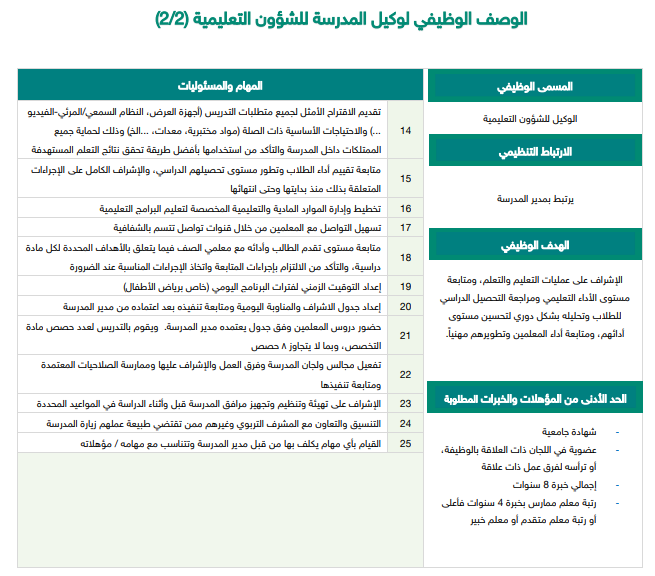 الوصف الوظيفي لوكيل المدرسة للشؤون التعليمية (2/2)
المسمى الوظيفي
الوكيل للشؤون التعليمية
الارتباط التنظيمي
يرتبط بمدير المدرسة
الهدف الوظيفي
الإشراف على عمليات التعليم والتعلم، ومتابعة
مستوى الأداء التعليمي ومراجعة التحصيل الدراسي
للطلاب وتحليله بشكل دوري لتحسين مستوى
أدائهم، ومتابعة أداء المعلمين وتطويرهم مهنياً.
الحد الأدنى من المؤهلات والخبرات المطلوبة
- شهادة جامعية
- عضوية في اللجان ذات العلاقة بالوظيفة،
أو ترأسه لفرق عمل ذات علاقة
- إجمالي خبرة 8 سنوات
- رتبة معلم ممارس بخبرة 4 سنوات فأعلى
أو رتبة معلم متقدم أو معلم خبير
المهام والمسئوليات
14 تقديم الاقتراح الأمثل لجميع متطلبات التدريس (أجهزة العرض، النظام السمعي/المرئي-الفيديو
...) والاحتياجات الأساسية ذات الصلة (مواد مختبرية، معدات، ...الخ) وذلك لحماية جميع
الممتلكات داخل المدرسة والتأكد من استخدامها بأفضل طريقة تحقق نتائج التعلم المستهدفة
15 متابعة تقييم أداء الطلاب وتطور مستوى تحصيلهم الدراسي، والإشراف الكامل على الإجراءات
المتعلقة بذلك منذ بدايتها وحتى انتهائها
16 تخطيط وإدارة الموارد المادية والتعليمية المخصصة لتعليم البرامج التعليمية
17 تسهيل التواصل مع المعلمين من خلال قنوات تواصل تتسم بالشفافية
18 متابعة مستوى تقدم الطالب وأدائه مع معلمي الصف فيما يتعلق بالأهداف المحددة لكل مادة
دراسية، والتأكد من الالتزام بإجراءات المتابعة واتخاذ الإجراءات المناسبة عند الضرورة
19 إعداد التوقيت الزمني لفترات البرنامج اليومي (خاص برياض الأطفال)
20 إعداد جدول الاشراف والمناوبة اليومية ومتابعة تنفيذه بعد اعتماده من مدير المدرسة
21 حضور دروس المعلمين وفق جدول يعتمده مدير المدرسة. ويقوم بالتدريس لعدد حصص مادة
التخصص، وبما لا يتجاوز ٨ حصص
22 تفعيل مجالس ولجان المدرسة وفرق العمل والإشراف عليها وممارسة الصلاحيات المعتمدة
ومتابعة تنفيذها
23 الإشراف على تهيئة وتنظيم وتجهيز مرافق المدرسة قبل وأثناء الدراسة في المواعيد المحددة
24 التنسيق والتعاون مع المشرف التربوي وغيرهم ممن تقتضي طبيعة عملهم زيارة المدرسة
25 القيام بأي مهام يكلف بها من قبل مدير المدرسة وتتناسب مع مهامه / مؤهلاته